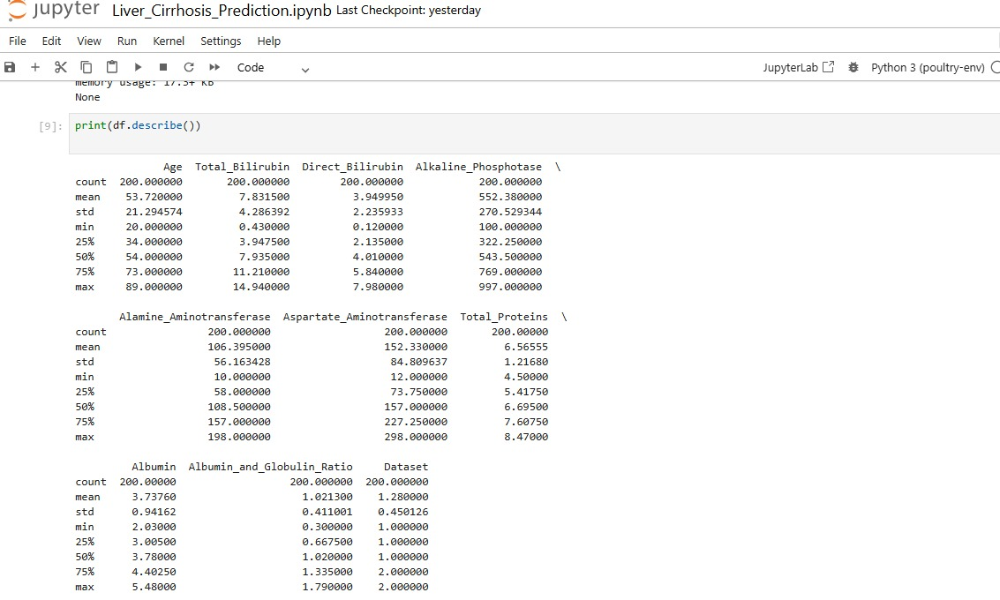 jupyter Liver_Cirrhosis_Prediction.ipynb Last Checkpoint: yesterday
File Edit View Run Kernel Settings Help
Code JupyterLab Python 3 (poultry-env)
memory usage: 17.3+ KB
None
[9]: print(df.describe())
Age Total_Bilirubin Direct_Bilirubin Alkaline_Phosphotase \
count 200.000000 200.000000 200.000000 200.000000
mean 53.720000 7.831500 3.949950 552.380000
std 21.294574 4.286392 2.235933 270.529344
min 20.000000 0.430000 0.120000 100.000000
25% 34.000000 3.947500 2.135000 322.250000
50% 54.000000 7.935000 4.010000 543.500000
75% 73.000000 11.210000 5.840000 769.000000
max 89.000000 14.940000 7.980000 997.000000
Alamine_Aminotransferase Aspartate_Aminotransferase Total_Proteins \
count 200.000000 200.000000 200.00000
mean 106.395000 152.330000 6.56555
std 56.163428 84.809637 1.21680
min 10.000000 12.000000 4.50000
25% 58.000000 73.750000 5.41750
50% 108.500000 157.000000 6.69500
75% 157.000000 227.250000 7.60750
max 198.000000 298.000000 8.47000
Albumin Albumin_and_Globulin_Ratio Dataset
count 200.00000 200.000000 200.000000
mean 3.73760 1.021300 1.280000
std 0.94162 0.411001 0.450126
min 2.03000 0.300000 1.000000
25% 3.00500 0.667500 1.000000
50% 3.78000 1.020000 1.000000
75% 4.40250 1.335000 2.000000
max 5.48000 1.790000 2.000000